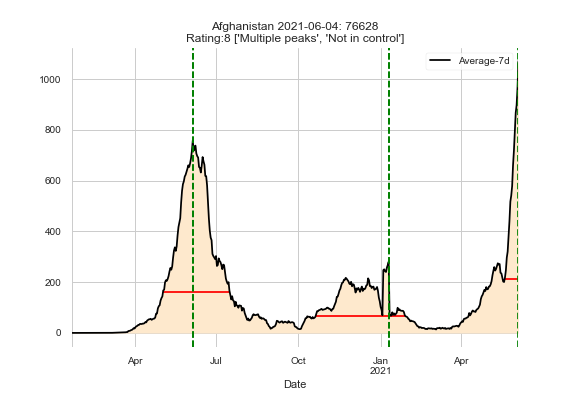 Afghanistan 2021-06-04: 76628
Rating:8 ['Multiple peaks', 'Not in control']
Average-7d
1000
800
600
400
200
0
Apr Jul Oct Jan Apr
2021
Date